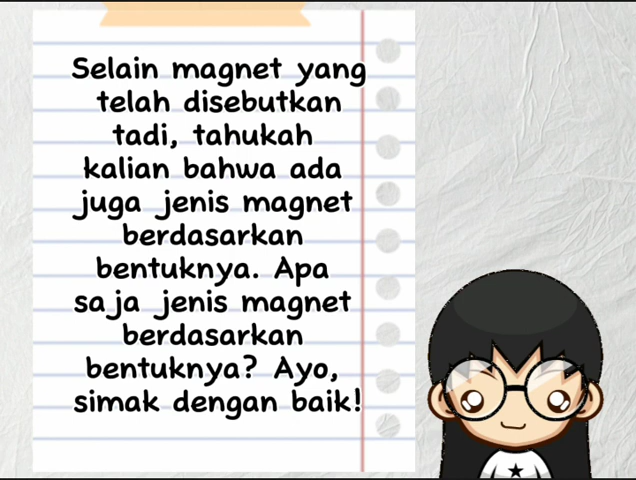 Selain magnet yang
telah disebutkan
tadi, tahukah
kalian bahwa ada
juga jenis magnet
berdasarkan
bentuknya. Apa
saja jenis magnet
berdasarkan
bentuknya? Ayo,
simak dengan baik!